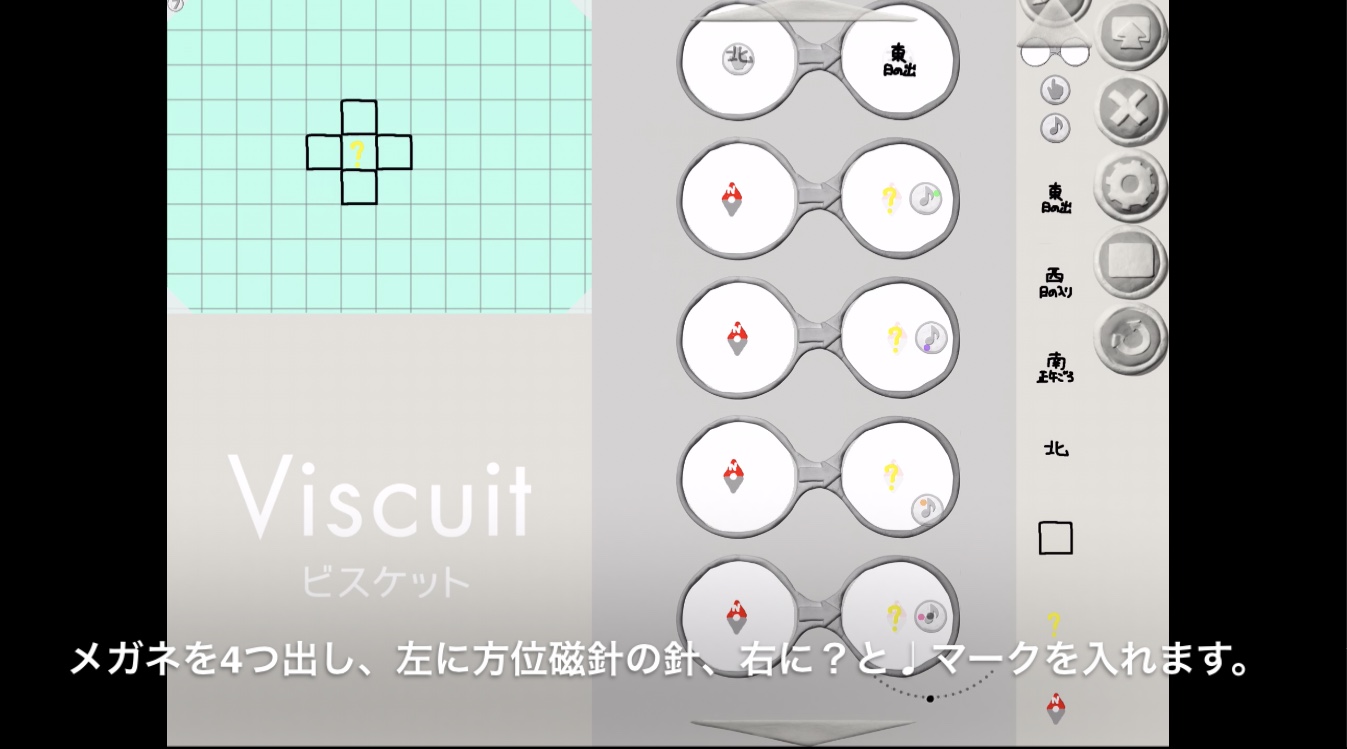 7
北
東
日の出
N
?
東
日の出
?
N
?
西
日の入り
南
正午ごろ
N
?
北
N
?
?
N
Viscuit
ビスケット
メガネを4つ出し、左に方位磁針の針、右に？と♩マークを入れます。